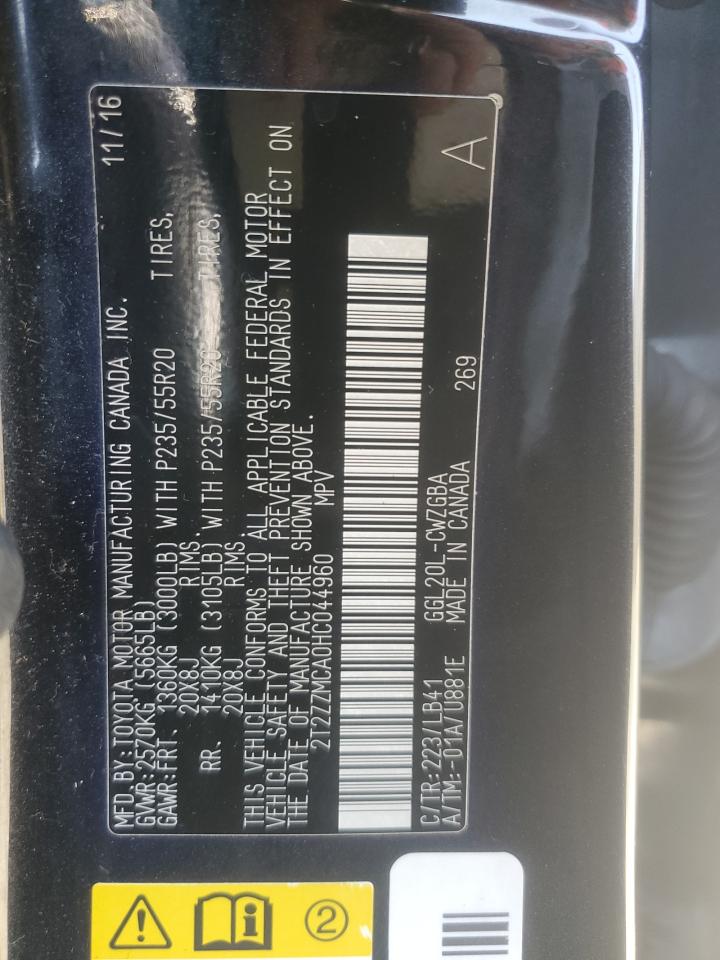 MFD.BY:TOYOTA MOTOR MANUFACTURING CANADA INC. 11/16
GVWR:2570KG (5665LB)
GAWR:FRT. 1360KG (3000LB) WITH P235/55R20 TIRES,
20X8J RIMS.
RR. 1410KG (3105LB) WITH P235/55R20 TIRES,
20X8J RIMS.
THIS VEHICLE CONFORMS TO ALL APPLICABLE FEDERAL MOTOR
VEHICLE SAFETY AND THEFT PREVENTION STANDARDS IN EFFECT ON
THE DATE OF MANUFACTURE SHOWN ABOVE.
2T2ZZMCA0HC044960 MPV
C/TR:223/LB41 GGL20L-CWZGBA A
A/TM:-01A/U881E MADE IN CANADA 269
2